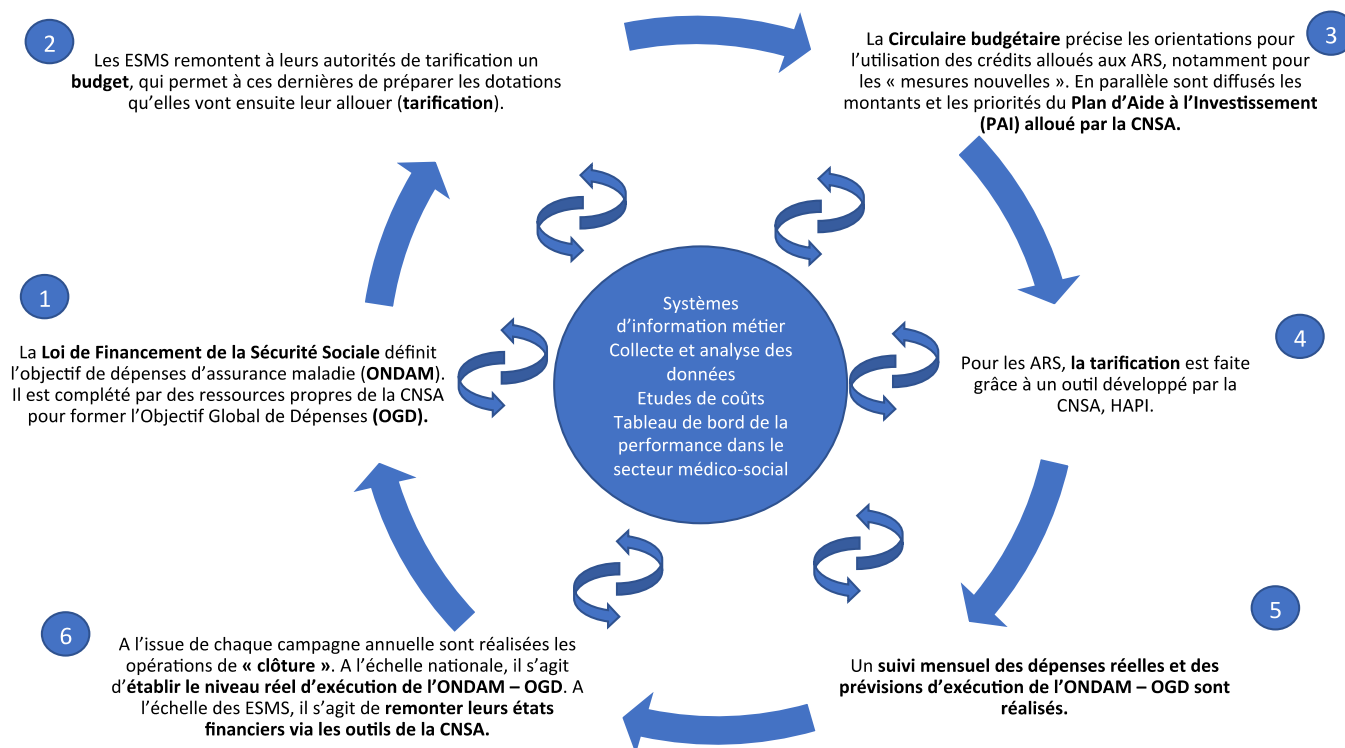 2
Les ESMS remontent à leurs autorités de tarification un
budget, qui permet à ces dernières de préparer les dotations
qu’elles vont ensuite leur allouer (tarification).
3
La Circulaire budgétaire précise les orientations pour
l’utilisation des crédits alloués aux ARS, notamment pour
les « mesures nouvelles ». En parallèle sont diffusés les
montants et les priorités du Plan d’Aide à l’Investissement
(PAI) alloué par la CNSA.
1
La Loi de Financement de la Sécurité Sociale définit
l’objectif de dépenses d’assurance maladie (ONDAM).
Il est complété par des ressources propres de la CNSA
pour former l’Objectif Global de Dépenses (OGD).
Systèmes
d’information métier
Collecte et analyse des
données
Etudes de coûts
Tableau de bord de la
performance dans le
secteur médico-social
4
Pour les ARS, la tarification est faite
grâce à un outil développé par la
CNSA, HAPI.
6
A l’issue de chaque campagne annuelle sont réalisées les
opérations de « clôture ». A l’échelle nationale, il s’agit
d’établir le niveau réel d’exécution de l’ONDAM – OGD. A
l’échelle des ESMS, il s’agit de remonter leurs états
financiers via les outils de la CNSA.
5
Un suivi mensuel des dépenses réelles et des
prévisions d’exécution de l’ONDAM – OGD sont
réalisés.